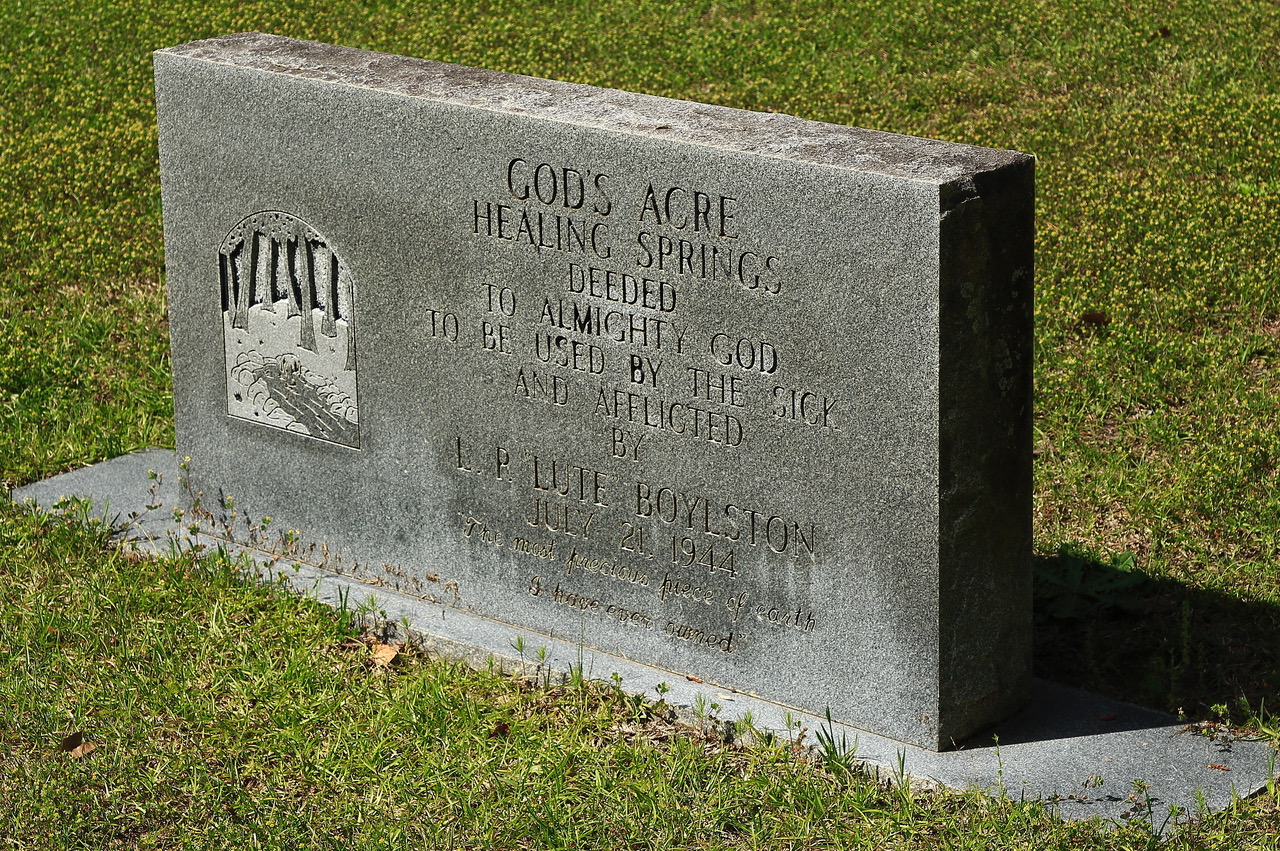 GOD'S ACRE
HEALING SPRINGS
DEEDED
TO ALMIGHTY GOD
TO BE USED BY THE SICK
AND AFFLICTED
BY
L. P. "LUTE" BOYLSTON
JULY 21, 1944
"The most precious piece of earth
I have ever owned"